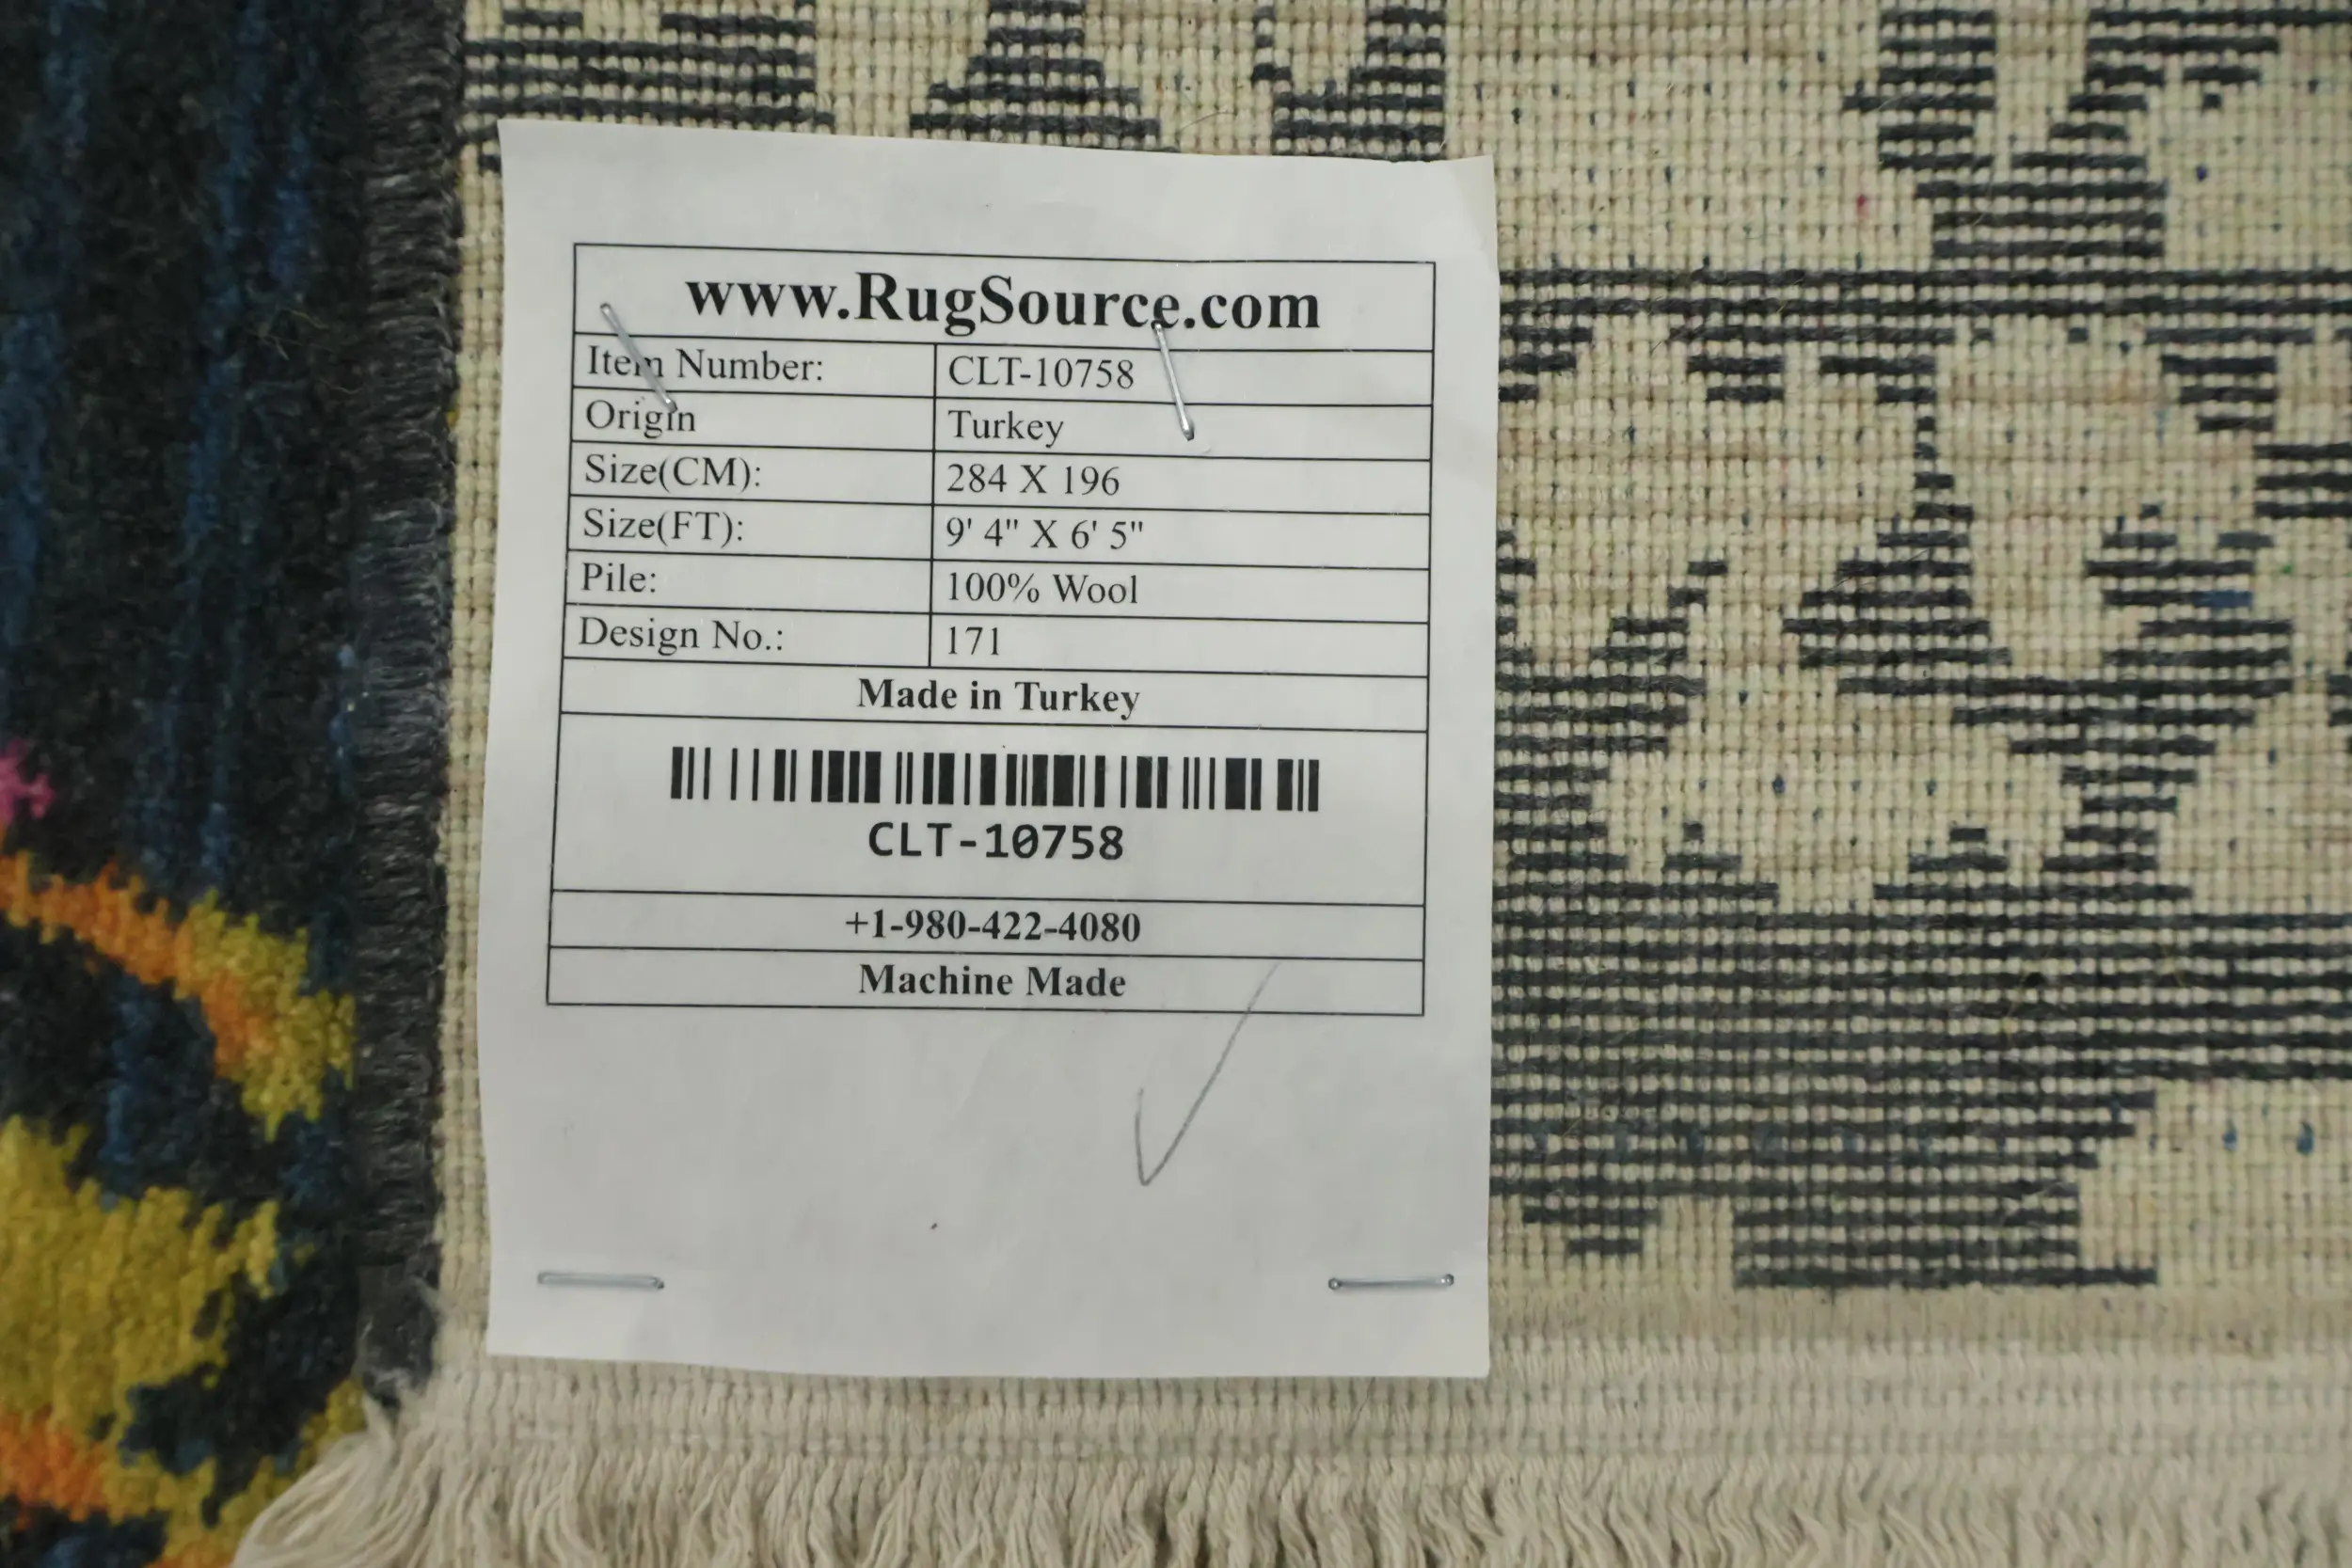 www.RugSource.com
Item Number: CLT-10758
Origin Turkey
Size(CM): 284 X 196
Size(FT): 9' 4" X 6' 5"
Pile: 100% Wool
Design No.: 171
Made in Turkey
CLT-10758
+1-980-422-4080
Machine Made